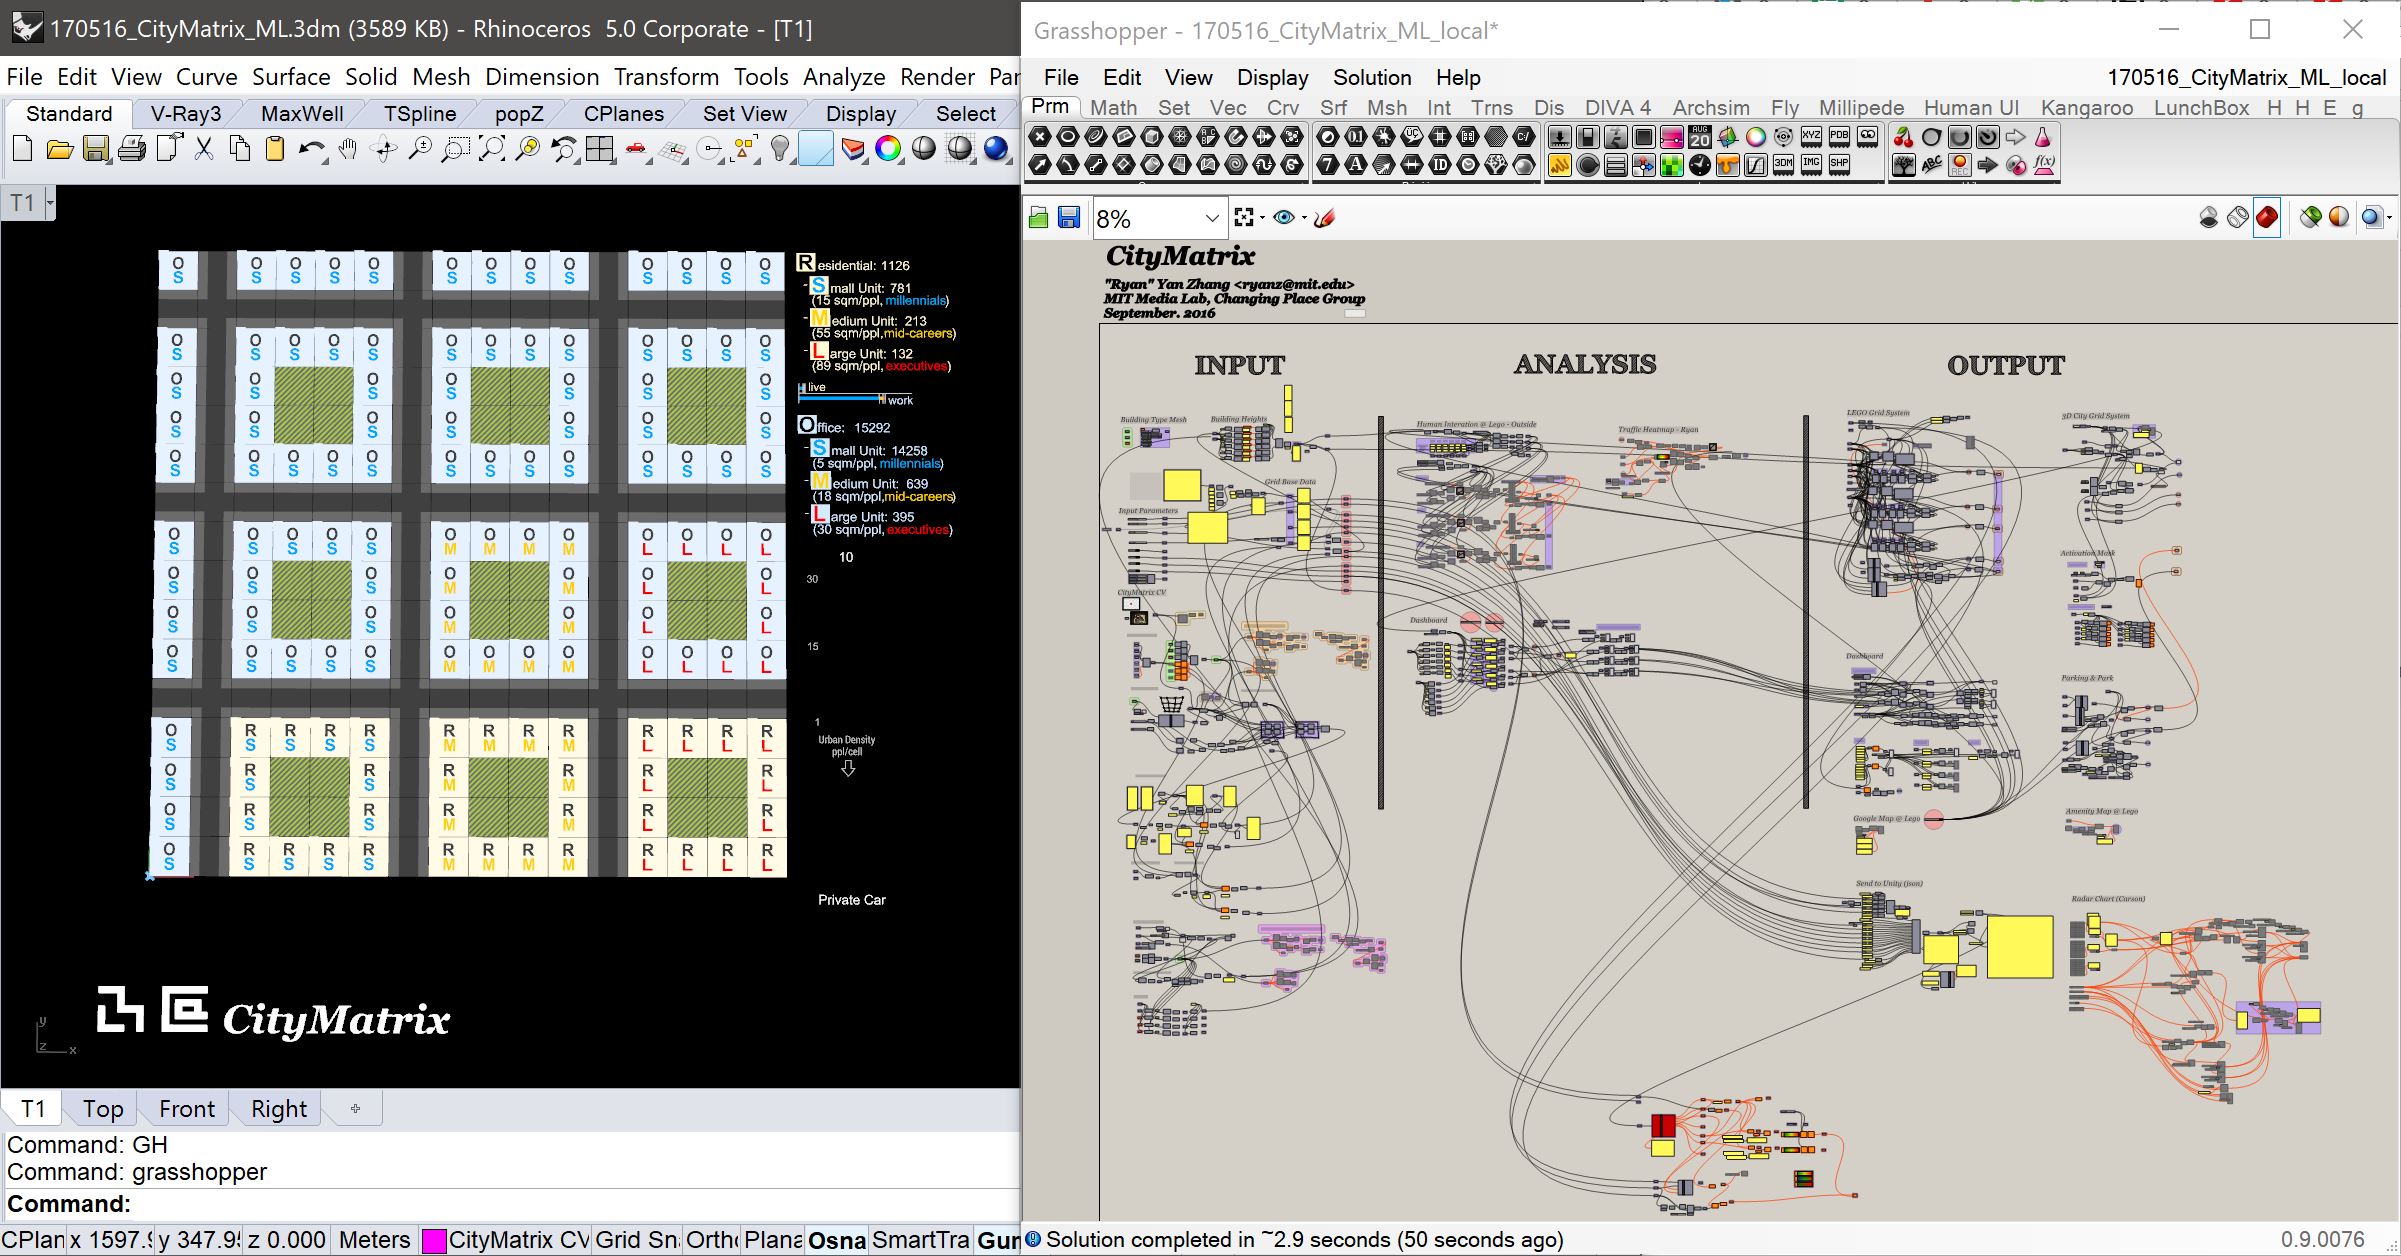 170516_CityMatrix_ML.3dm (3589 KB) - Rhinoceros 5.0 Corporate - [T1]
File Edit View Curve Surface Solid Mesh Dimension Transform Tools Analyze Render Par
Standard V-Ray3 MaxWell TSpline popZ CPlanes Set View Display Select
T1
O O O O O O O O O O O O O
S S S S S S S S S S S S S
O O O O O O O O O O O O O
S S S S S S S S S S S S S
O O O O O O O
S S S S S S S
O O O O O O O
S S S S S S S
O O O O O O O O O O O O O
S S S S S S S S S S S S S
O O O O O O O O O O O O O
S S S S S M M M M L L L L
O O O O O O O
S S S M M L L
O O O O O O O
S S S M M L L
O O O O O O O O O O O O O
S S S S S M M M M L L L L
O R R R R R R R R R R R R
S S S S S M M M M L L L L
O R R R R R R
S S S M M L L
O R R R R R R
S S S M M L L
O R R R R R R R R R R R R
S S S S S M M M M L L L L
Residential: 1126
- Small Unit: 781
(15 sqm/ppl, millennials)
- Medium Unit: 213
(55 sqm/ppl,mid-careers)
- Large Unit: 132
(89 sqm/ppl, executives)
live
work
Office: 15292
- Small Unit: 14258
(5 sqm/ppl, millennials)
- Medium Unit: 639
(18 sqm/ppl,mid-careers)
- Large Unit: 395
(30 sqm/ppl, executives)
10
30
15
1
Urban Density
ppl/cell
Private Car
CityMatrix
y
z x
T1 Top Front Right
Command: GH
Command: grasshopper
Command:
CPlan x 1597.9 y 347.95 z 0.000 Meters CityMatrix CV Grid Sn Ortho Plana Osna SmartTra Gur
Grasshopper - 170516_CityMatrix_ML_local*
File Edit View Display Solution Help 170516_CityMatrix_ML_local
Prm Math Set Vec Crv Srf Msh Int Trns Dis DIVA 4 Archsim Fly Millipede Human UI Kangaroo LunchBox H H E g
8%
CityMatrix
"Ryan" Yan Zhang <ryanz@mit.edu>
MIT Media Lab, Changing Place Group
September. 2016
INPUT ANALYSIS OUTPUT
Building Type Mesh
Building Heights
Grid Base Data
Input Parameters
CityMatrix CV
Human Interation @ Lego - Outside
Traffic Heatmap - Ryan
Dashboard
LEGO Grid System
3D City Grid System
Activation Mask
Dashboard
Parking & Park
Google Map @ Lego
Amenity Map @ Lego
Send to Unity (json)
Radar Chart (Carson)
Solution completed in ~2.9 seconds (50 seconds ago)
0.9.0076